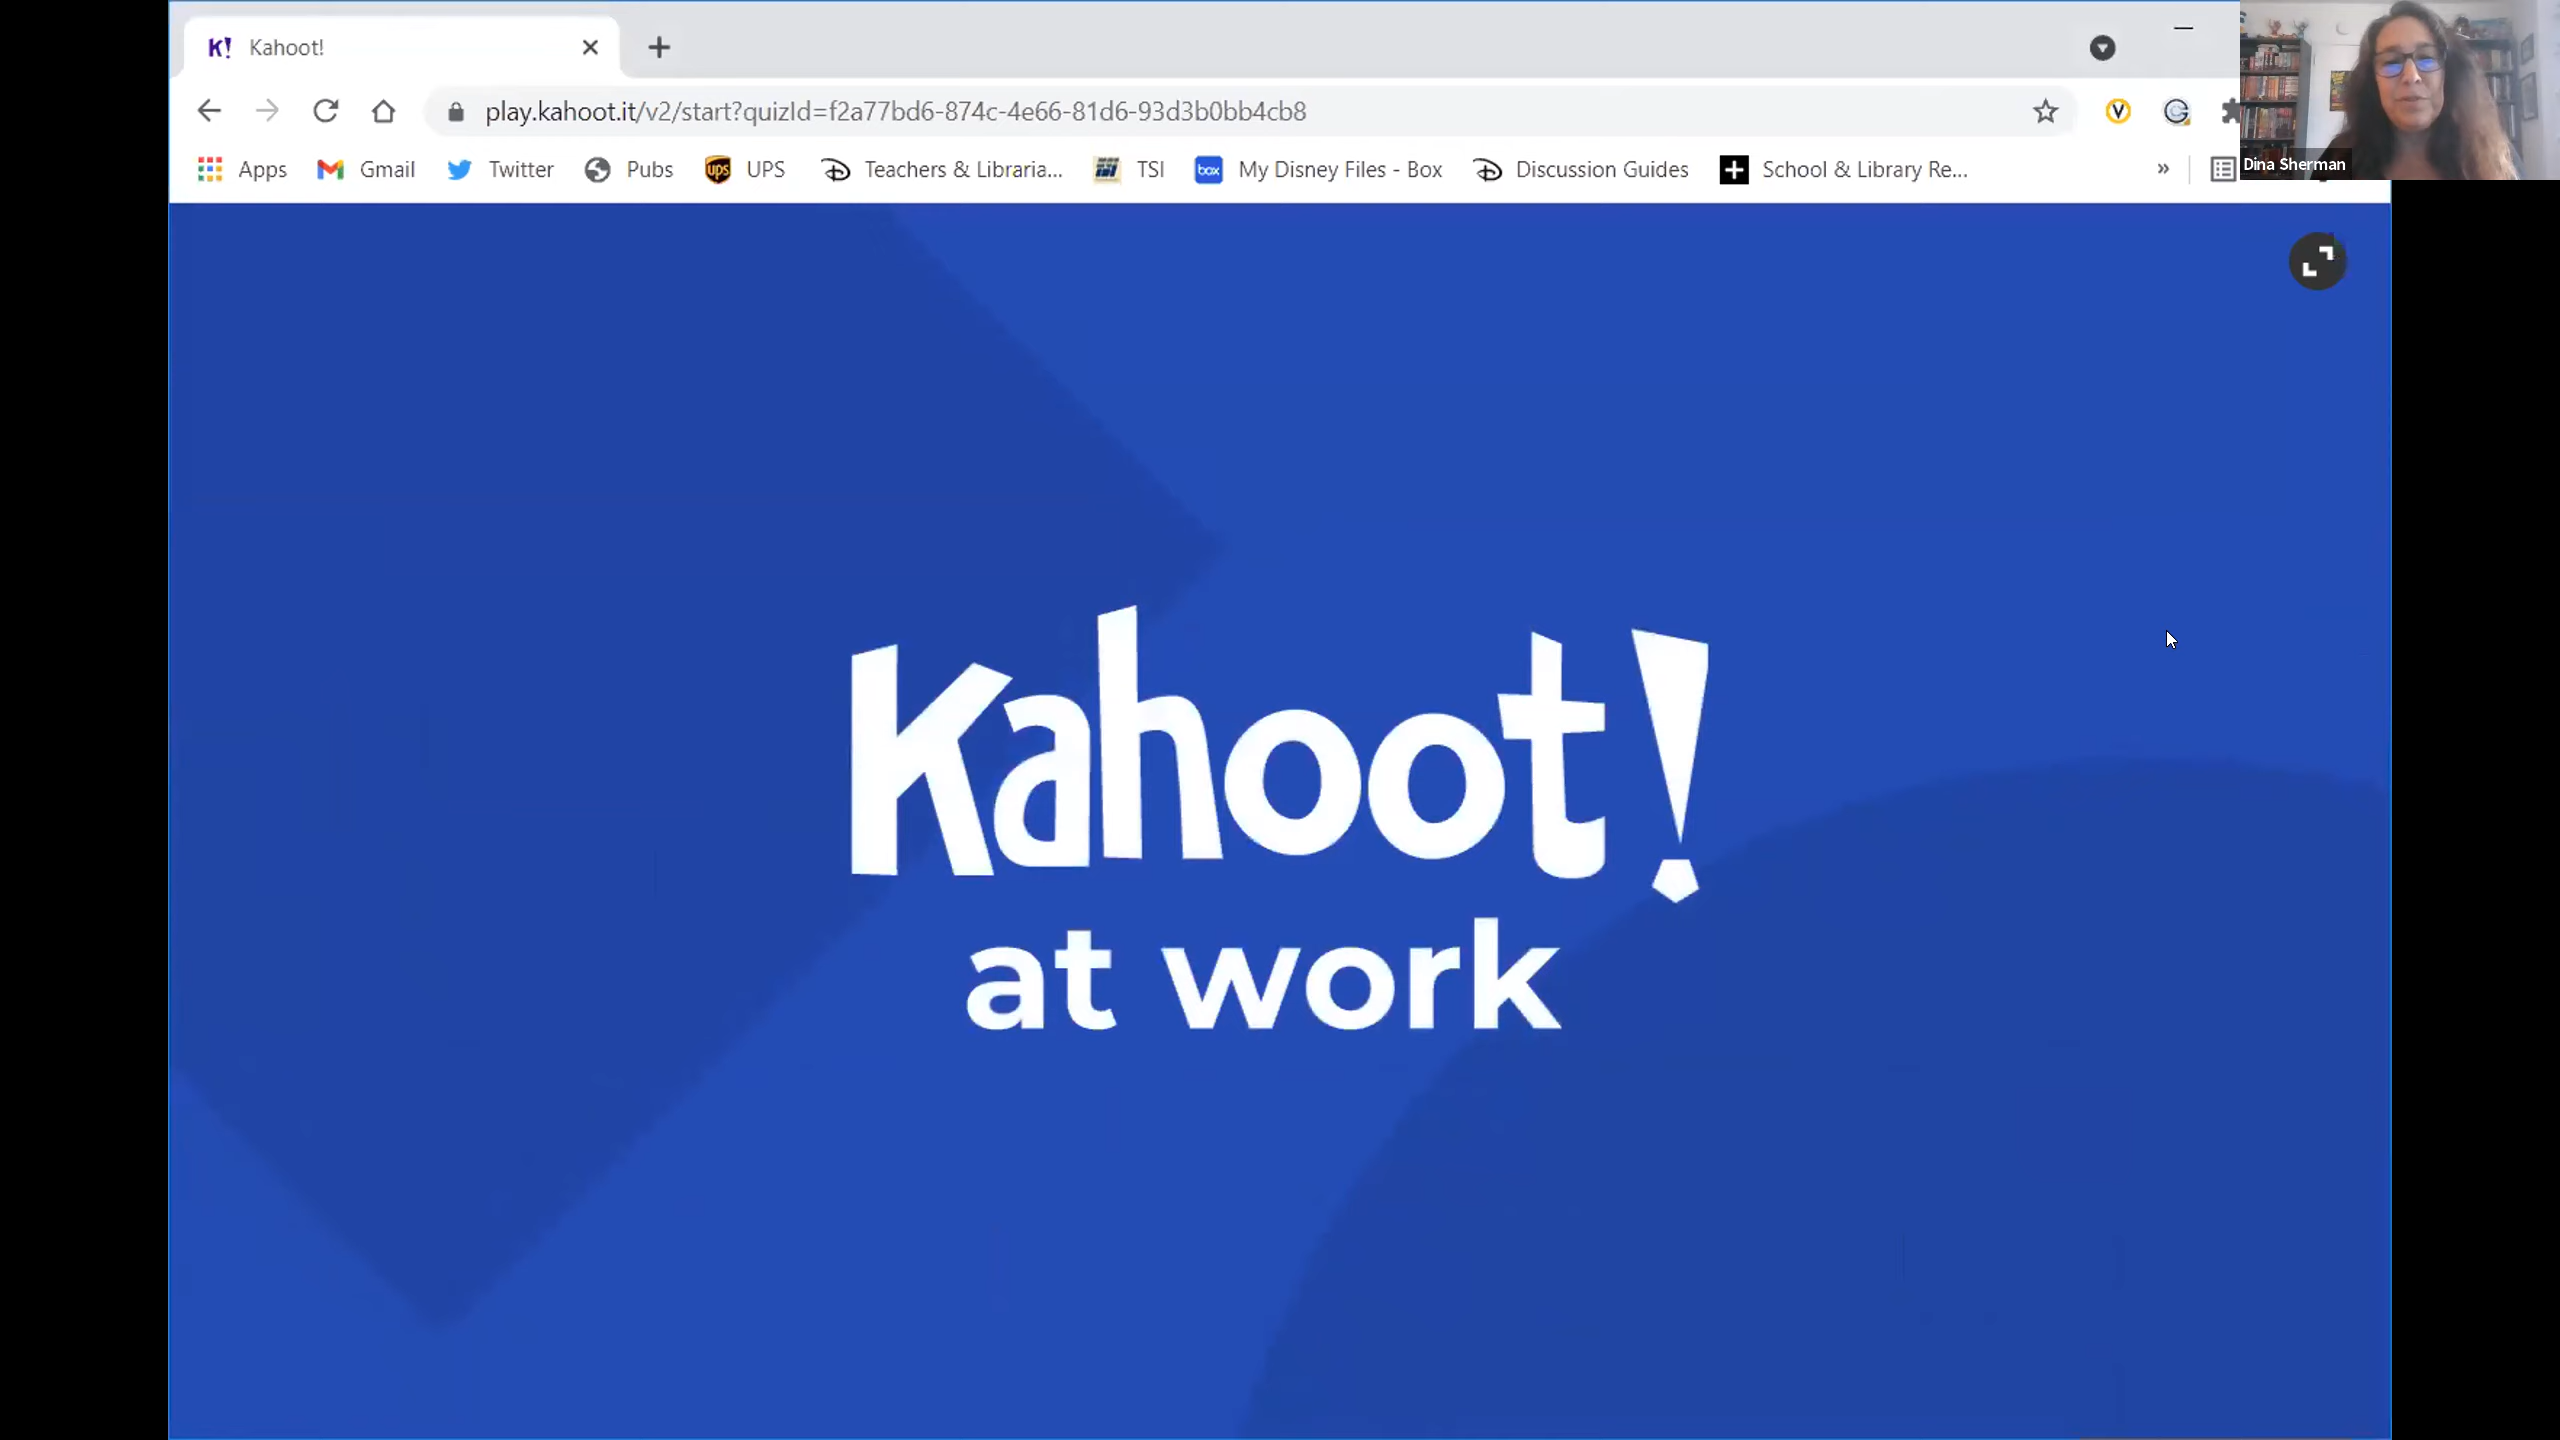 K! Kahoot!
play.kahoot.it/v2/start?quizId=f2a77bd6-874c-4e66-81d6-93d3b0bb4cb8
Apps Gmail Twitter Pubs UPS Teachers & Libraria... TSI box My Disney Files - Box Discussion Guides School & Library Re... »
Dina Sherman
Kahoot!
at work